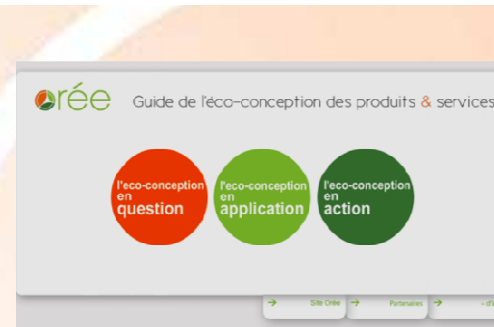 orée Guide de l'éco-conception des produits & services
l'eco-conception
en
question
l'eco-conception
en
application
l'eco-conception
en
action
Site Orée Partenaires